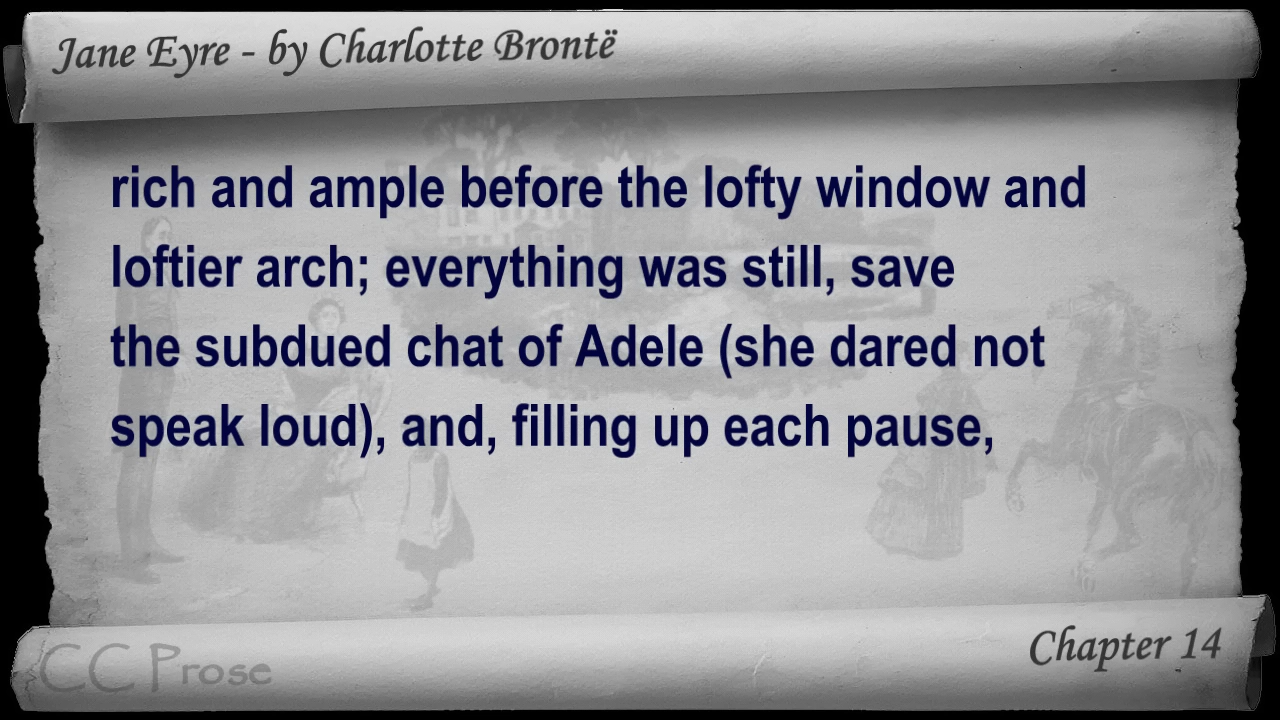 Jane Eyre - by Charlotte Brontë
rich and ample before the lofty window and
loftier arch; everything was still, save
the subdued chat of Adele (she dared not
speak loud), and, filling up each pause,
Chapter 14
CC Prose